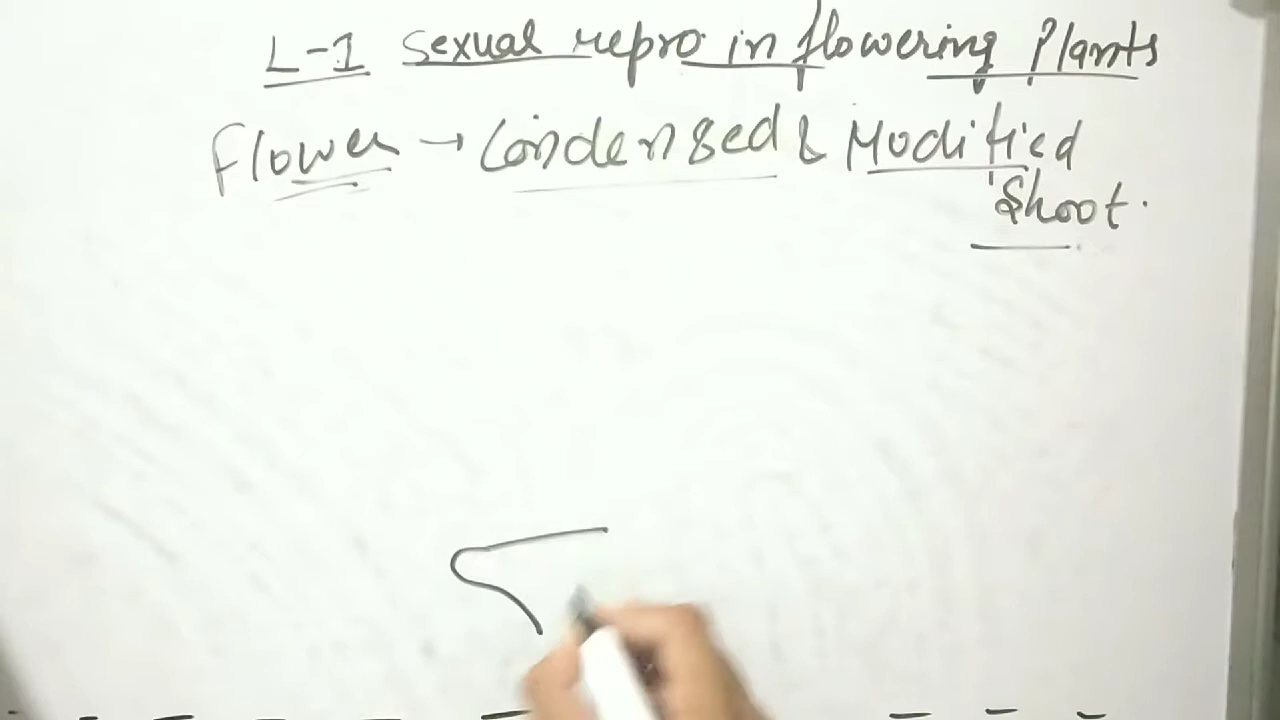 L-1 Sexual repro in flowering Plants
Flower → Condensed & Modified
Shoot.